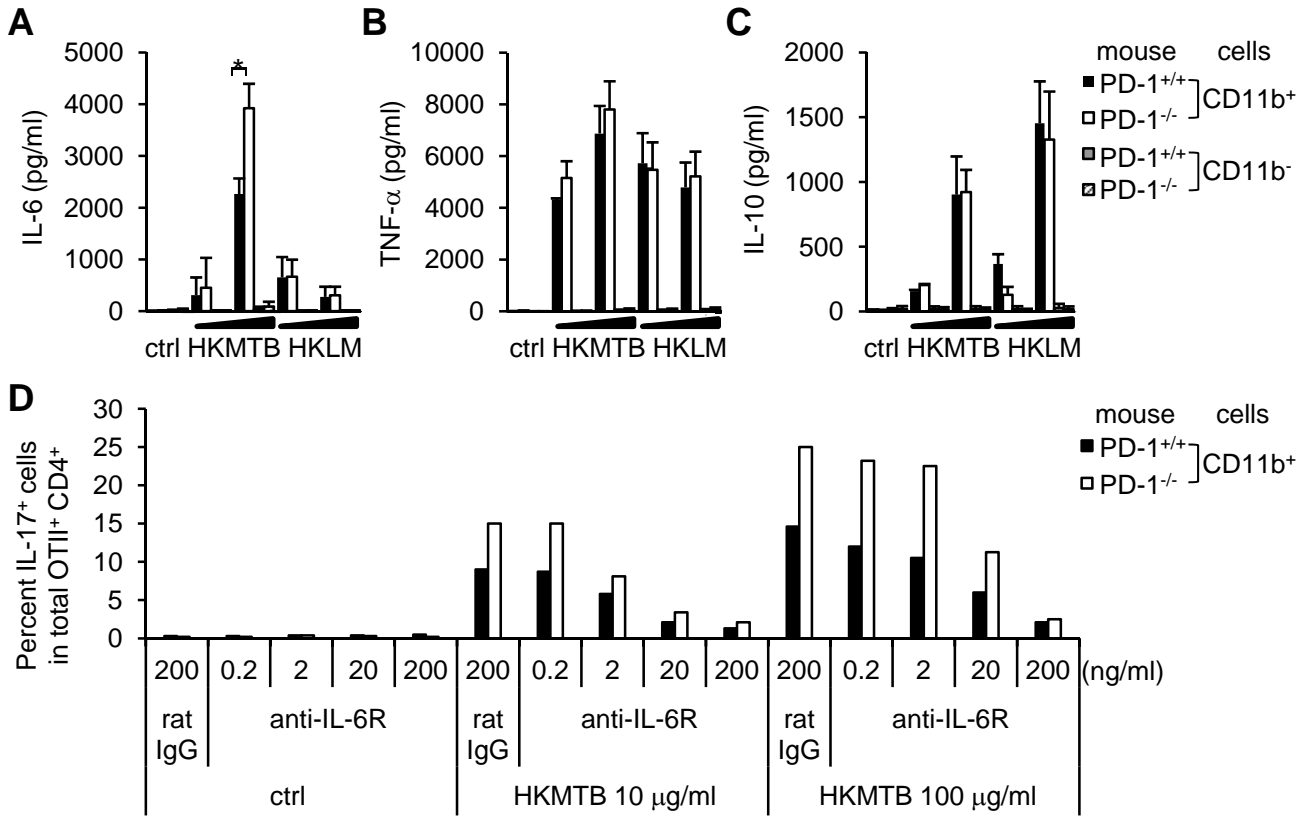 A
IL-6 (pg/ml)
5000
4000
3000
2000
1000
0
*
ctrl HKMTB HKLM
B
TNF-α (pg/ml)
10000
8000
6000
4000
2000
0
ctrl HKMTB HKLM
C
IL-10 (pg/ml)
2000
1500
1000
500
0
ctrl HKMTB HKLM
mouse cells
PD-1+/+
CD11b+
PD-1-/-
PD-1+/+
CD11b-
PD-1-/-
D
Percent IL-17+ cells
in total OTII+ CD4+
30
25
20
15
10
5
0
mouse cells
PD-1+/+
CD11b+
PD-1-/-
200 0.2 2 20 200 200 0.2 2 20 200 200 0.2 2 20 200 (ng/ml)
rat anti-IL-6R rat anti-IL-6R rat anti-IL-6R
IgG IgG IgG
ctrl HKMTB 10 μg/ml HKMTB 100 μg/ml